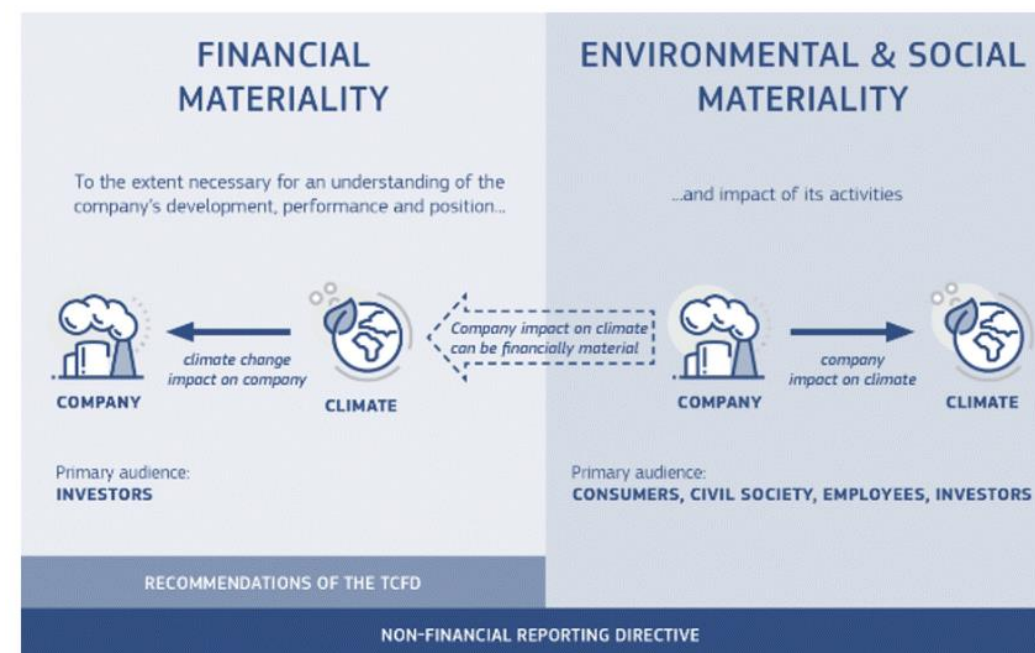 FINANCIAL
MATERIALITY
To the extent necessary for an understanding of the
company's development, performance and position...
climate change
impact on company
COMPANY
CLIMATE
Primary audience:
INVESTORS
RECOMMENDATIONS OF THE TCFD
Company impact on climate
can be financially material
ENVIRONMENTAL & SOCIAL
MATERIALITY
...and impact of its activities
company
impact on climate
COMPANY
CLIMATE
Primary audience:
CONSUMERS, CIVIL SOCIETY, EMPLOYEES, INVESTORS
NON-FINANCIAL REPORTING DIRECTIVE